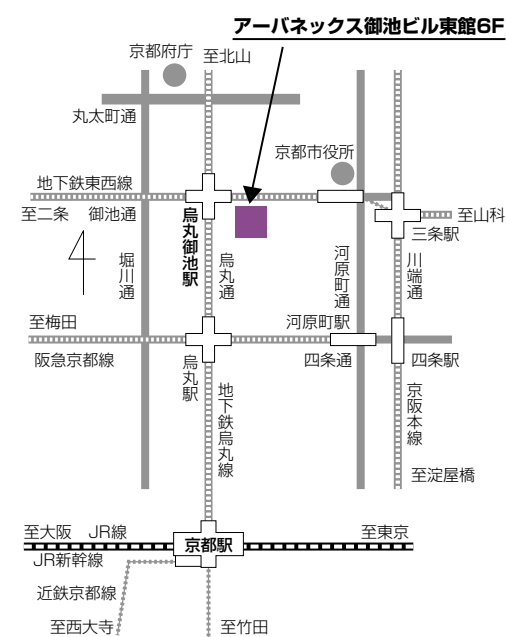 アーバネックス御池ビル東館6F
京都府庁
至北山
丸太町通
京都市役所
地下鉄東西線
至二条
御池通
烏丸御池駅
至山科
三条駅
堀川通
烏丸通
河原町通
川端通
至梅田
河原町駅
阪急京都線
烏丸駅
四条通
四条駅
地下鉄烏丸線
京阪本線
至淀屋橋
至大阪
JR線
京都駅
至東京
JR新幹線
近鉄京都線
至西大寺
至竹田